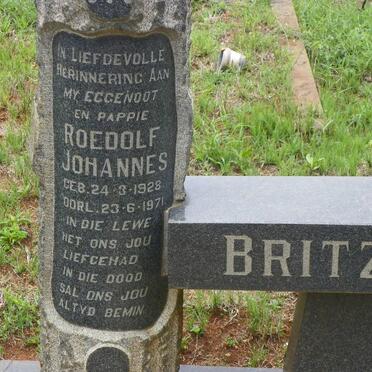 IN LIEFDEVOLLE
HERINNERING AAN
MY EGGENOOT
EN PAPPIE
ROEDOLF
JOHANNES
GEB. 24-3-1928
OORL. 23-6-1971
IN DIE LEWE
HET ONS JOU
LIEFGEHAD
IN DIE DOOD
SAL ONS JOU
ALTYD BEMIN
BRITZ